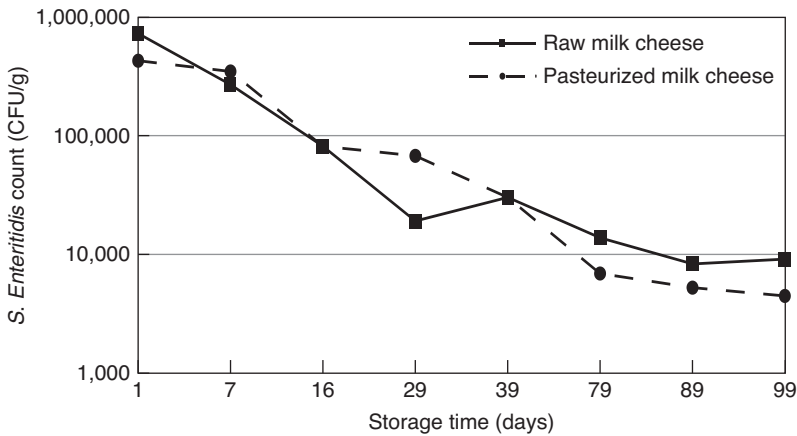 1,000,000
100,000
10,000
1,000
S. Enteritidis count (CFU/g)
Raw milk cheese
Pasteurized milk cheese
1 7 16 29 39 79 89 99
Storage time (days)